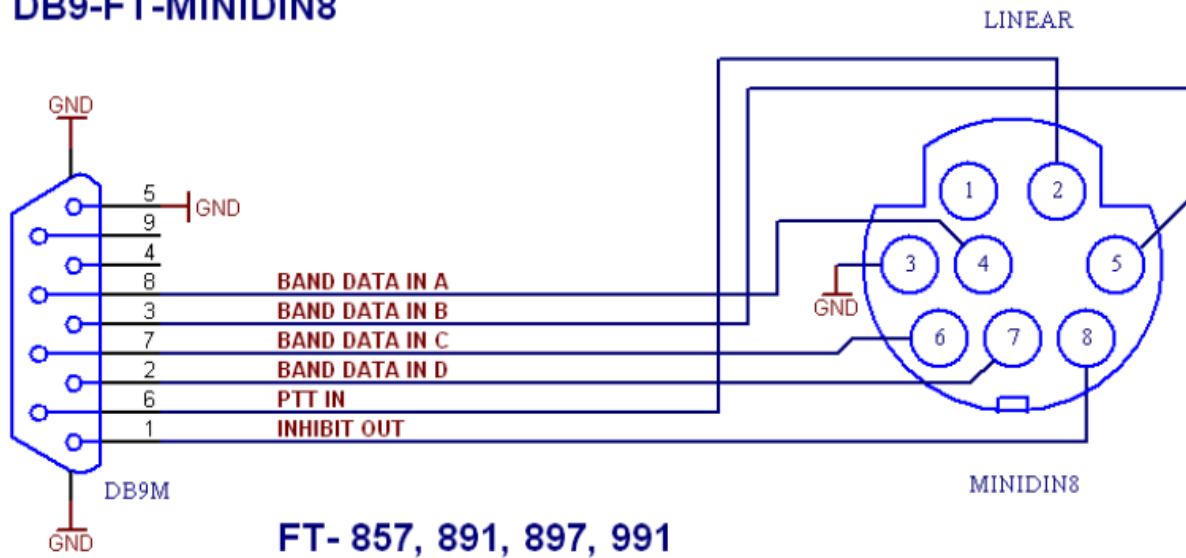 DB9-FT-MINIDIN8
LINEAR
GND
5
GND
9
4
8 BAND DATA IN A
3 BAND DATA IN B
7 BAND DATA IN C
2 BAND DATA IN D
6 PTT IN
1 INHIBIT OUT
DB9M
GND
1 2
3 4 5
GND
6 7 8
MINIDIN8
FT- 857, 891, 897, 991